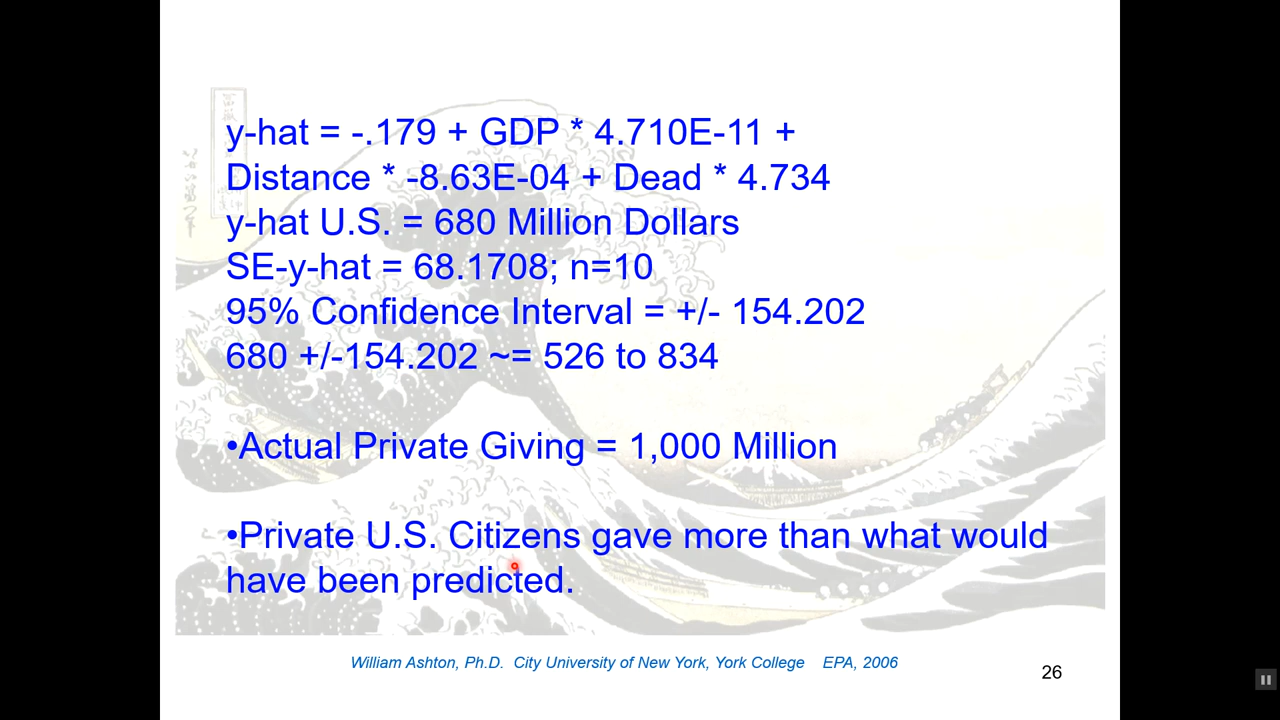 y-hat = -.179 + GDP * 4.710E-11 +
Distance * -8.63E-04 + Dead * 4.734
y-hat U.S. = 680 Million Dollars
SE-y-hat = 68.1708; n=10
95% Confidence Interval = +/- 154.202
680 +/-154.202 ~= 526 to 834
•Actual Private Giving = 1,000 Million
•Private U.S. Citizens gave more than what would
have been predicted.
William Ashton, Ph.D. City University of New York, York College EPA, 2006
26